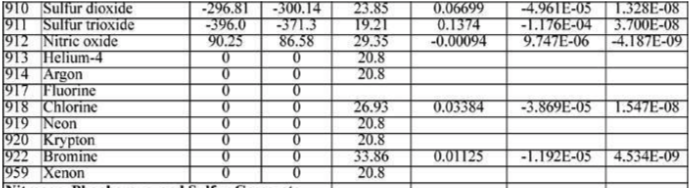 910 Sulfur dioxide -296.81 -300.14 23.85 0.06699 -4.961E-05 1.328E-08
911 Sulfur trioxide -396.0 -371.3 19.21 0.1374 -1.176E-04 3.700E-08
912 Nitric oxide 90.25 86.58 29.35 -0.00094 9.747E-06 -4.187E-09
913 Helium-4 0 0 20.8
914 Argon 0 0 20.8
917 Fluorine 0 0
918 Chlorine 0 0 26.93 0.03384 -3.869E-05 1.547E-08
919 Neon 0 0 20.8
920 Krypton 0 0 20.8
922 Bromine 0 0 33.86 0.01125 -1.192E-05 4.534E-09
959 Xenon 0 0 20.8